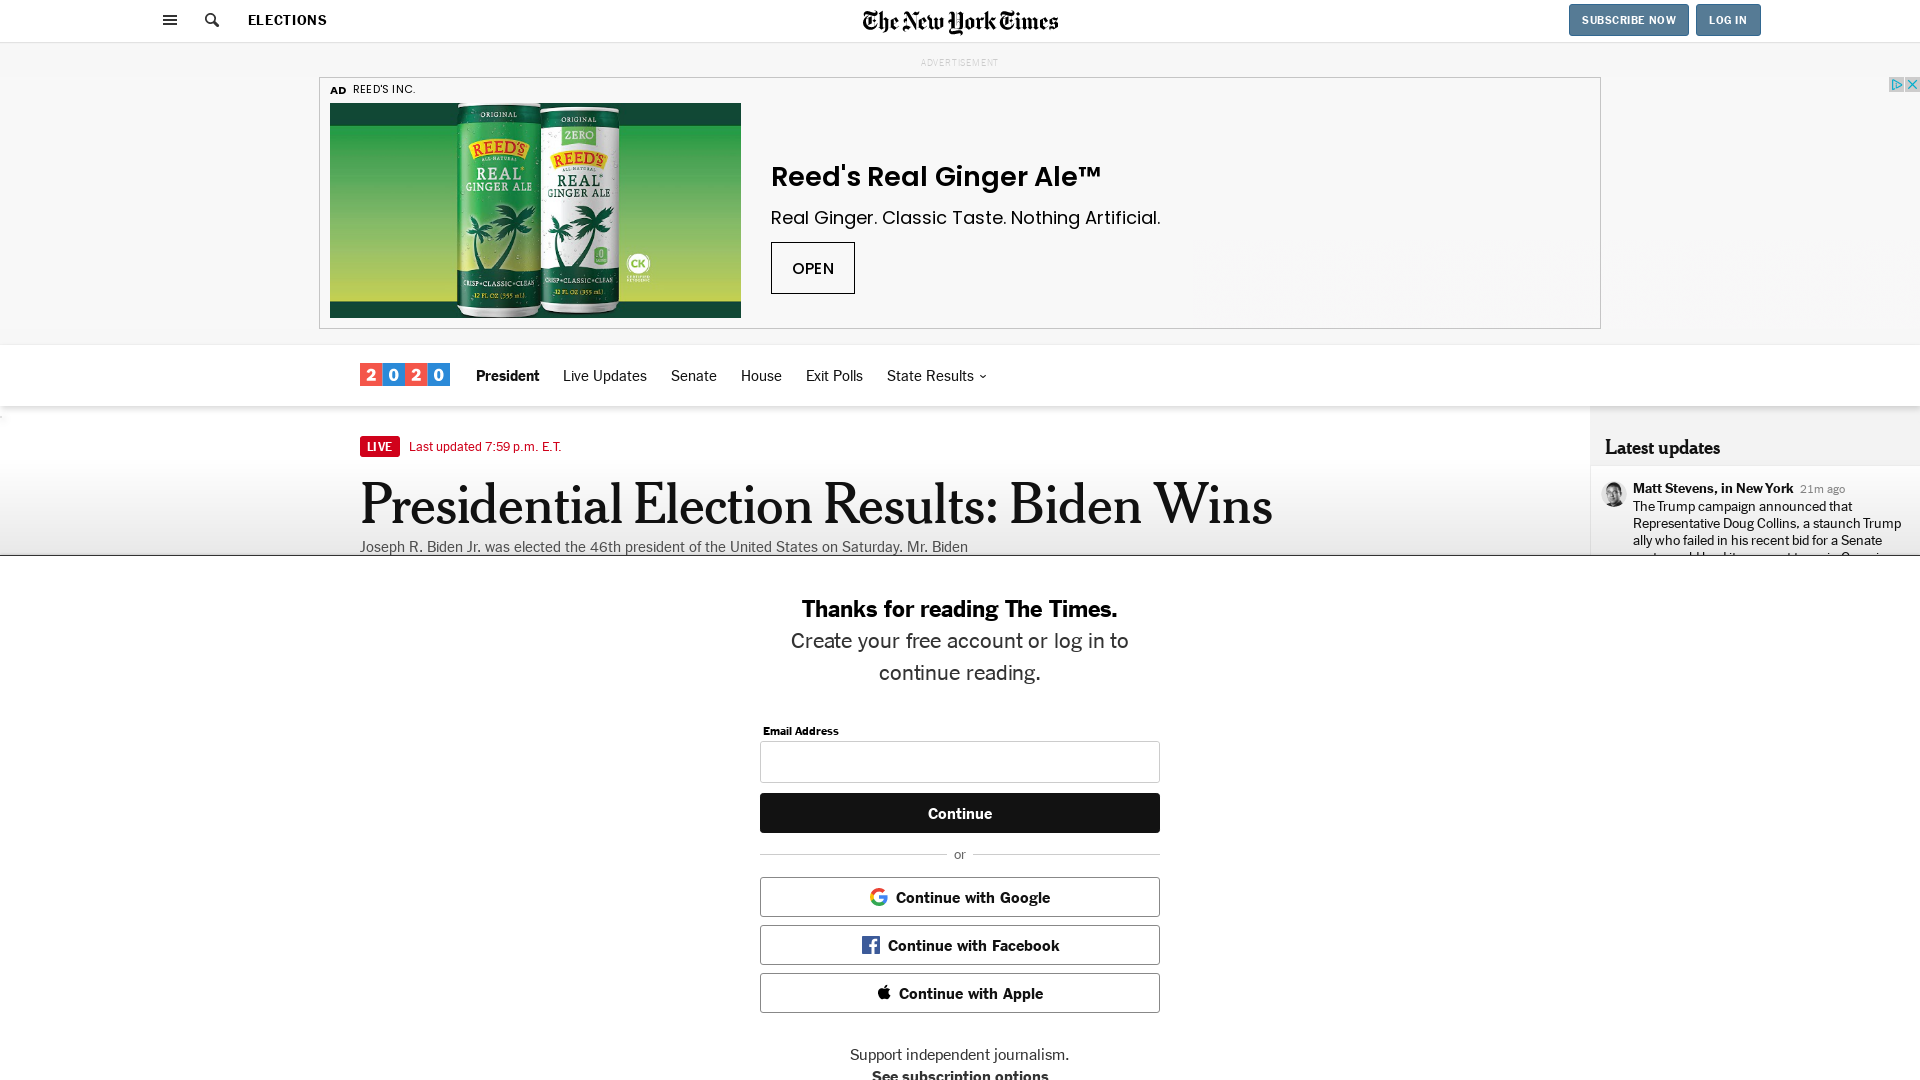 ELECTIONS
The New York Times
SUBSCRIBE NOW
LOG IN
ADVERTISEMENT
AD REED'S INC.
ORIGINAL
REED'S
ALL-NATURAL
REAL
GINGER ALE
CRISP•CLASSIC•CLEAN
12 FL OZ (355 mL)
ORIGINAL
ZERO
REED'S
ALL-NATURAL
REAL
GINGER ALE
CRISP•CLASSIC•CLEAN
12 FL OZ (355 mL)
CK
Reed's Real Ginger Ale™
Real Ginger. Classic Taste. Nothing Artificial.
OPEN
2020
President
Live Updates
Senate
House
Exit Polls
State Results
LIVE Last updated 7:59 p.m. E.T.
Presidential Election Results: Biden Wins
Joseph R. Biden Jr. was elected the 46th president of the United States on Saturday. Mr. Biden
Latest updates
Matt Stevens, in New York 21m ago
The Trump campaign announced that
Representative Doug Collins, a staunch Trump
ally who failed in his recent bid for a Senate
Thanks for reading The Times.
Create your free account or log in to
continue reading.
Email Address
Continue
or
Continue with Google
Continue with Facebook
Continue with Apple
Support independent journalism.
See subscription options